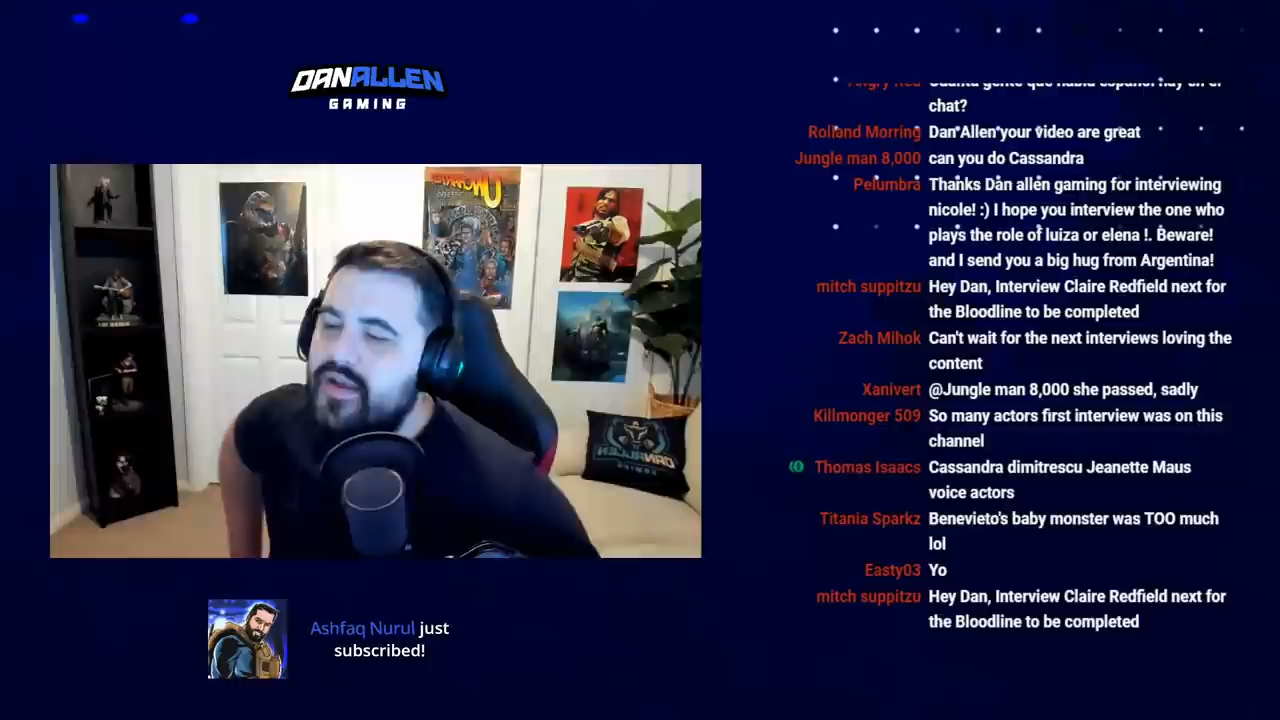 DANALLEN
GAMING
chat?
Rolland Morring Dan Allen your video are great
Jungle man 8,000 can you do Cassandra
Pelumbra Thanks Dan allen gaming for interviewing
nicole! :) I hope you interview the one who
plays the role of luiza or elena !. Beware!
and I send you a big hug from Argentina!
mitch suppitzu Hey Dan, Interview Claire Redfield next for
the Bloodline to be completed
Zach Mihok Can't wait for the next interviews loving the
content
Xanivert @Jungle man 8,000 she passed, sadly
Killmonger 509 So many actors first interview was on this
channel
Thomas Isaacs Cassandra dimitrescu Jeanette Maus
voice actors
Titania Sparkz Benevieto's baby monster was TOO much
lol
Easty03 Yo
mitch suppitzu Hey Dan, Interview Claire Redfield next for
the Bloodline to be completed
Ashfaq Nurul just
subscribed!